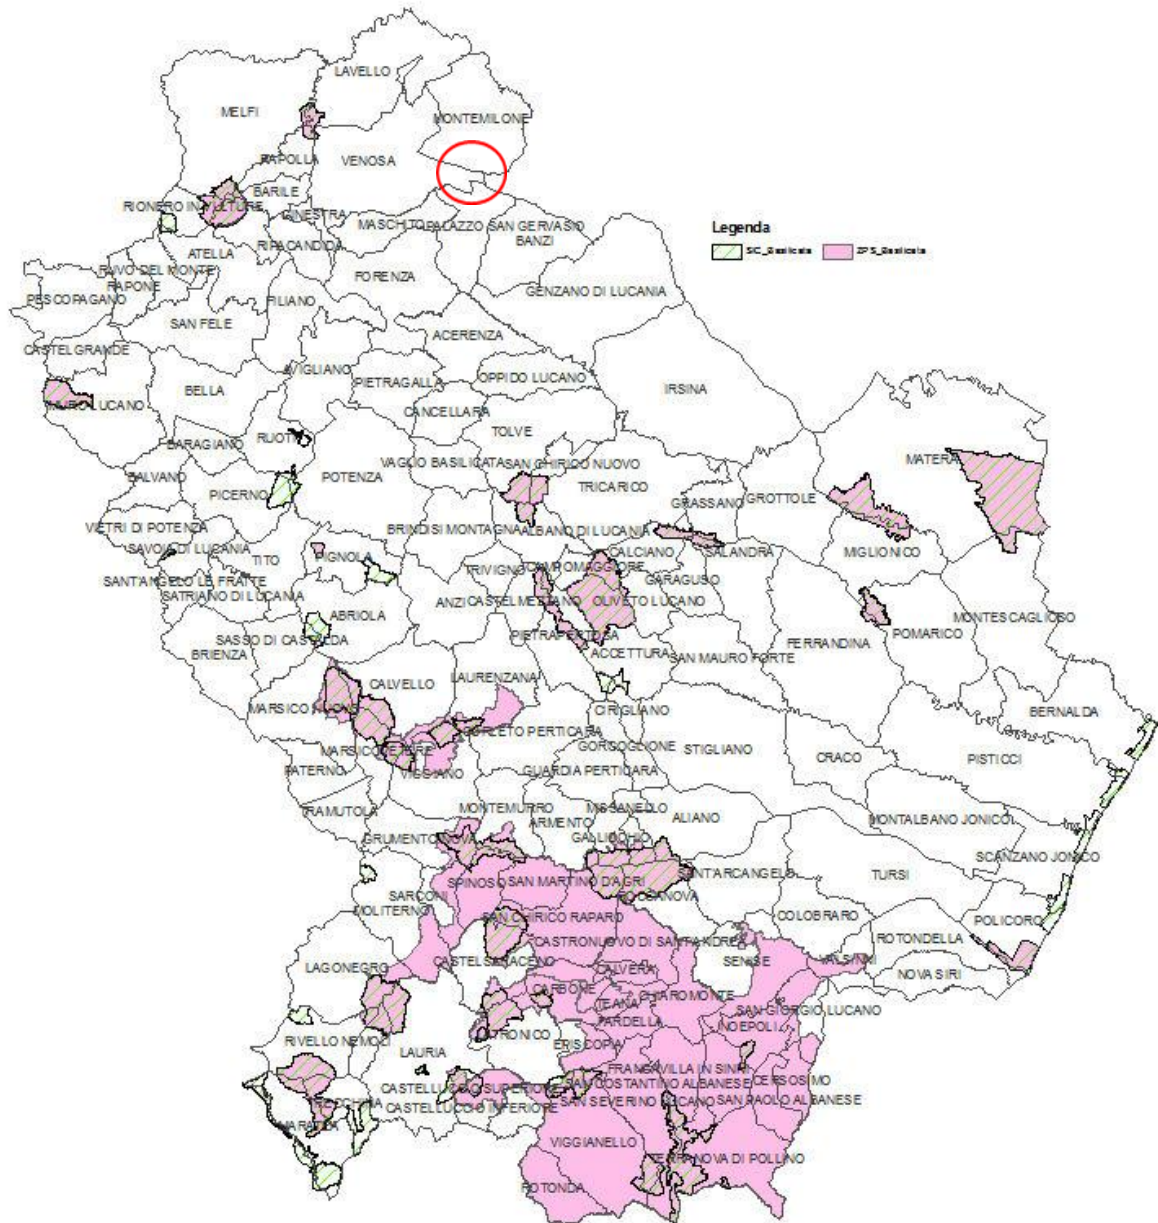 LAVELLO
MELFI
MONTEMILONE
RAPOLLA
VENOSA
BARILE
RIONERO IN VULTURE
GINESTRA
MASCHITO
PALAZZO SAN GERVASIO
BANZI
Legenda
SIC_Basilicata
ZPS_Basilicata
ATELLA
RIPACANDIDA
RUVO DEL MONTE
RAPONE
FORENZA
PESCOPAGANO
FILIANO
GENZANO DI LUCANIA
SAN FELE
ACERENZA
CASTELGRANDE
AVIGLIANO
BELLA
PIETRAGALLA
OPPIDO LUCANO
IRSINA
MURO LUCANO
CANCELLARA
TOLVE
BARAGIANO
RUOTI
MATERA
BALVANO
POTENZA
VAGLIO BASILICATA
SAN CHIRICO NUOVO
TRICARICO
PICERNO
GRASSANO
GROTTOLE
VIETRI DI POTENZA
BRINDISI MONTAGNA
ALBANO DI LUCANIA
SAVOIA DI LUCANIA
TITO
PIGNOLA
CALCIANO
SALANDRA
MIGLIONICO
TRIVIGNO
CAMPOMAGGIORE
GARAGUSO
SANT'ANGELO LE FRATTE
SATRIANO DI LUCANIA
ANZI
CASTELMEZZANO
OLIVETO LUCANO
ABRIOLA
MONTESCAGLIOSO
SASSO DI CASTALDA
PIETRAPERTOSA
FERRANDINA
POMARICO
BRIENZA
ACCETTURA
SAN MAURO FORTE
CALVELLO
LAURENZANA
MARSICO NUOVO
CIRIGLIANO
BERNALDA
CORLETO PERTICARA
MARSICOVETERE
GORGOGLIONE
STIGLIANO
CRACO
PISTICCI
PATERNO
VIGGIANO
GUARDIA PERTICARA
TRAMUTOLA
MONTEMURRO
MISSANELLO
ARMENTO
ALIANO
MONTALBANO JONICO
GRUMENTO NOVA
GALLICCHIO
SCANZANO JONICO
SARCONI
SPINOSO
SAN MARTINO D'AGRI
SANT'ARCANGELO
TURSI
ROCCANOVA
MOLITERNO
SAN CHIRICO RAPARO
COLOBRARO
POLICORO
CASTRONUOVO DI SANT'ANDREA
ROTONDELLA
LAGONEGRO
CASTELSARACENO
SENISE
VALSINNI
CALVERA
NOVA SIRI
CARBONE
CHIAROMONTE
TEANA
SAN GIORGIO LUCANO
FARDELLA
NOEPOLI
RIVELLO
NEMOLI
LATRONICO
EPISCOPIA
LAURIA
FRANCAVILLA IN SINNI
CASTELLUCCIO SUPERIORE
SAN COSTANTINO ALBANESE
CERSOSIMO
TRECCHINA
CASTELLUCCIO INFERIORE
SAN SEVERINO LUCANO
SAN PAOLO ALBANESE
MARATEA
VIGGIANELLO
TERRANOVA DI POLLINO
ROTONDA